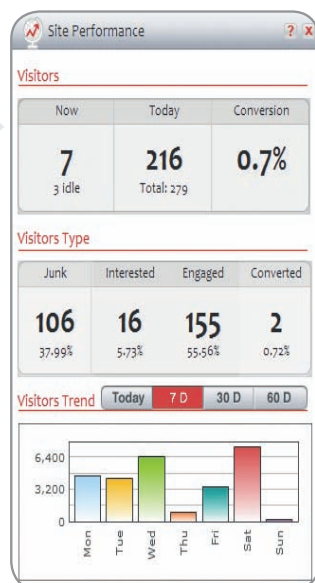 Site Performance ? x
Visitors
Now Today Conversion
7 216 0.7%
3 idle Total: 279
Visitors Type
Junk Interested Engaged Converted
106 16 155 2
37.99% 5.73% 55.56% 0.72%
Visitors Trend Today 7 D 30 D 60 D
6,400
3,200
0
Mon Tue Wed Thu Fri Sat Sun